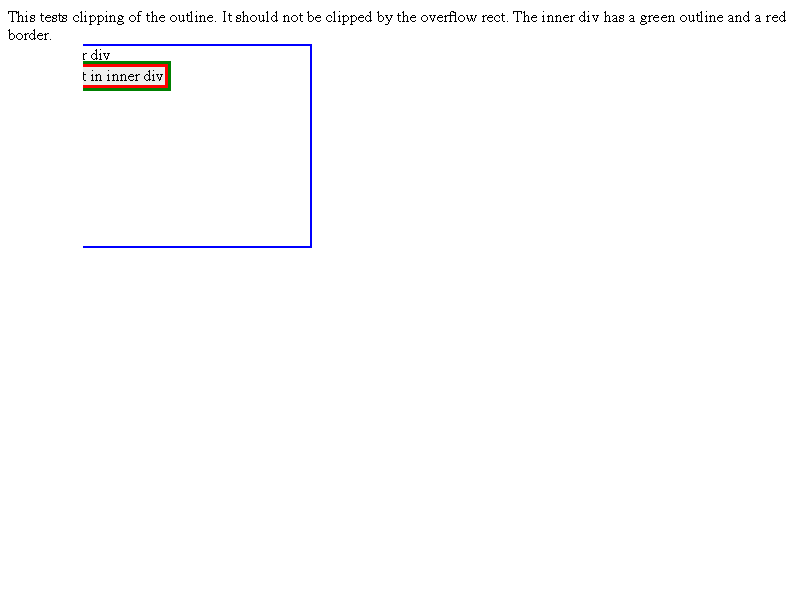 This tests clipping of the outline. It should not be clipped by the overflow rect. The inner div has a green outline and a red
border.
r div
t in inner div